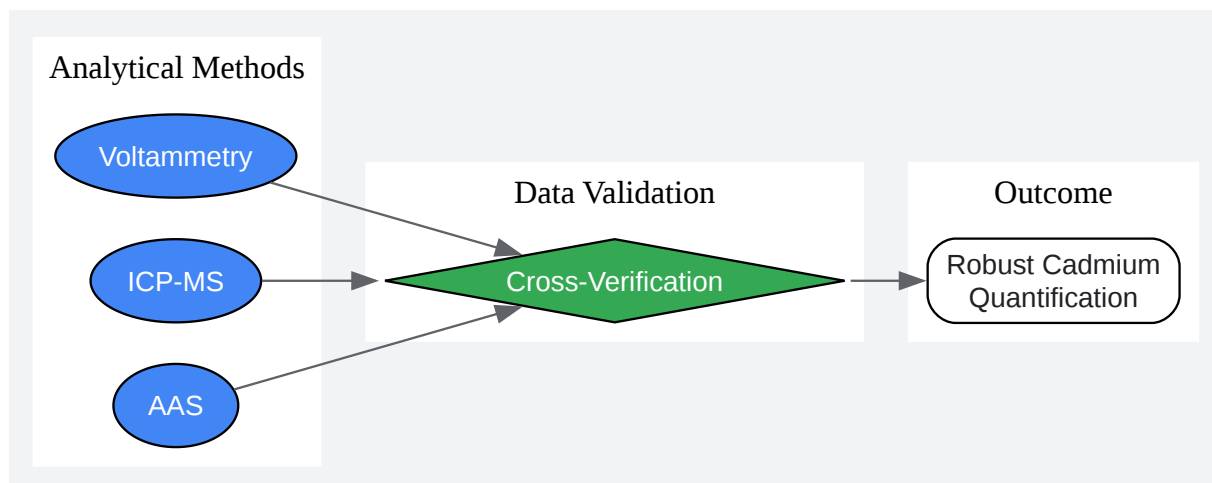 Analytical Methods
Voltammetry
ICP-MS
AAS
Data Validation
Cross-Verification
Outcome
Robust Cadmium
Quantification